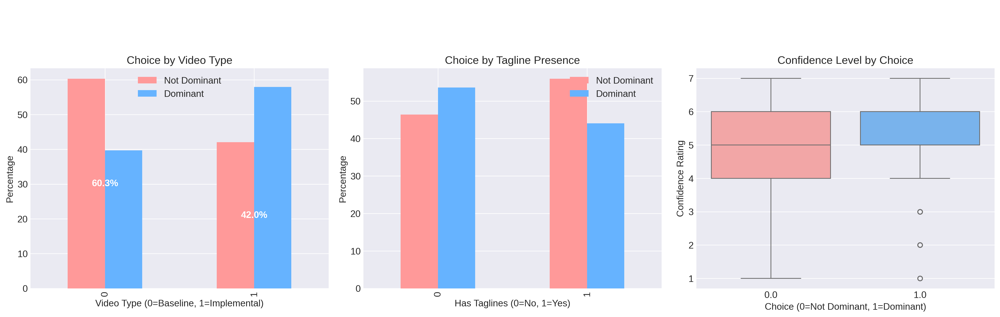 Choice by Video Type
Percentage
60
50
40
30
20
10
0
Not Dominant
Dominant
60.3%
42.0%
0
1
Video Type (0=Baseline, 1=Implemental)
Choice by Tagline Presence
Percentage
50
40
30
20
10
0
Not Dominant
Dominant
0
1
Has Taglines (0=No, 1=Yes)
Confidence Level by Choice
Confidence Rating
7
6
5
4
3
2
1
0.0
1.0
Choice (0=Not Dominant, 1=Dominant)